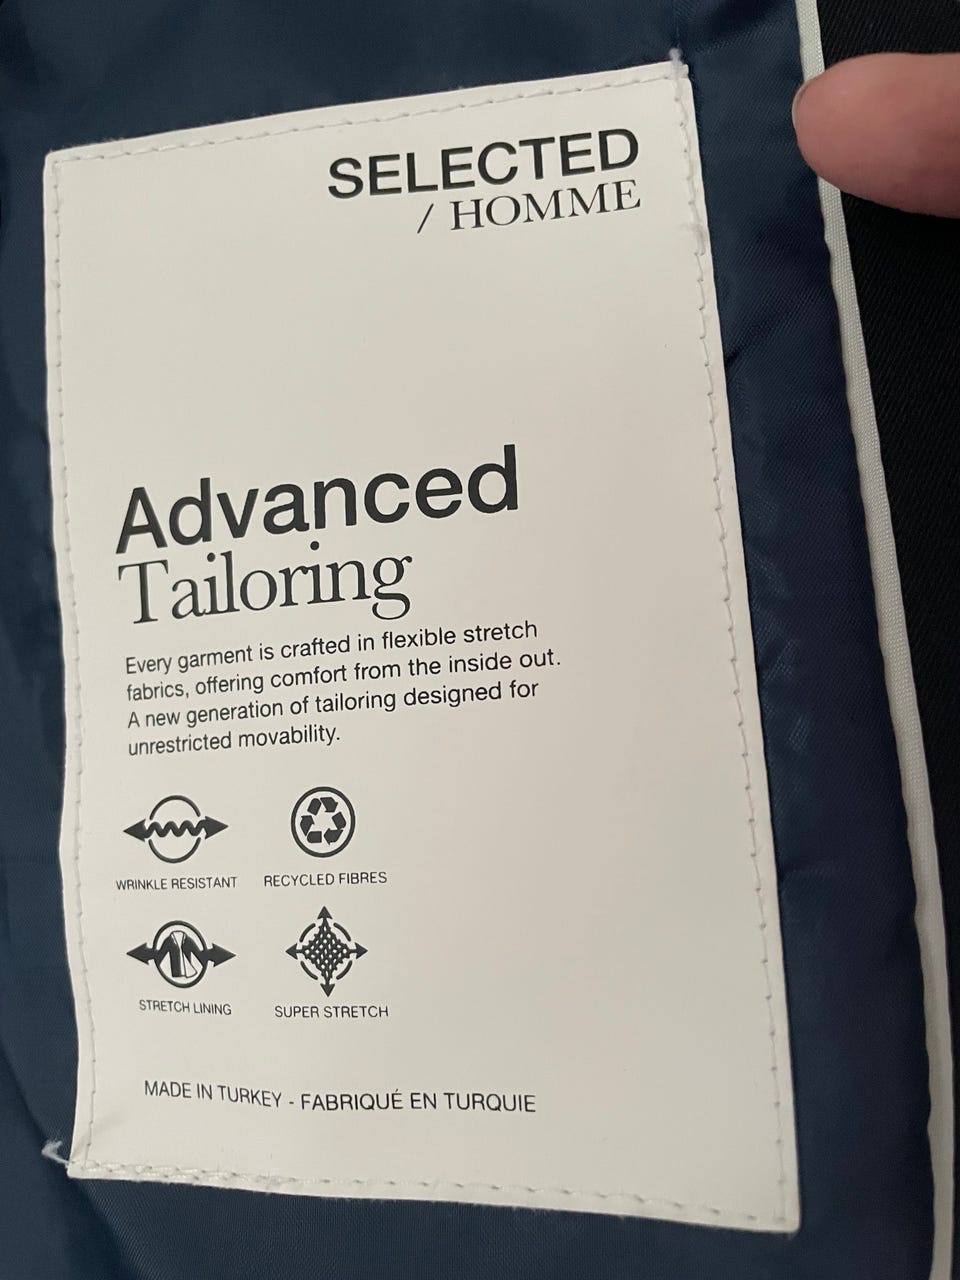 SELECTED
/ HOMME
Advanced
Tailoring
Every garment is crafted in flexible stretch
fabrics, offering comfort from the inside out.
A new generation of tailoring designed for
unrestricted movability.
WRINKLE RESISTANT
RECYCLED FIBRES
STRETCH LINING
SUPER STRETCH
MADE IN TURKEY - FABRIQUÉ EN TURQUIE